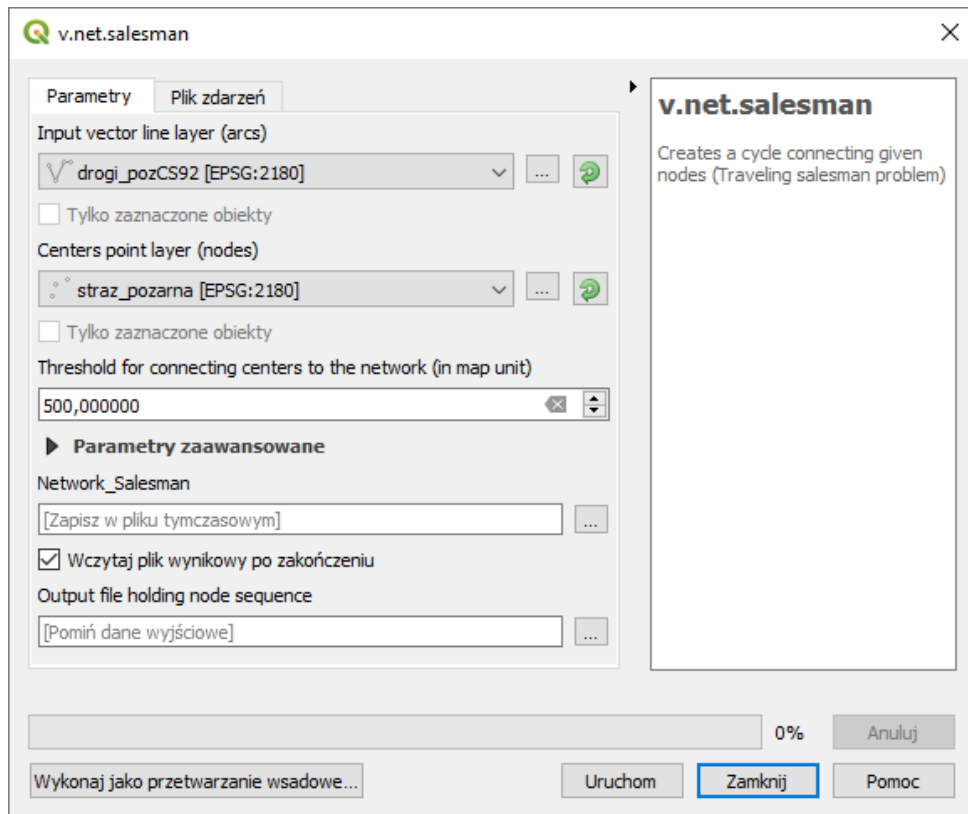 v.net.salesman
Parametry
Plik zdarzeń
Input vector line layer (arcs)
drogi_pozCS92 [EPSG:2180]
...
Tylko zaznaczone obiekty
Centers point layer (nodes)
straz_pozarna [EPSG:2180]
...
Tylko zaznaczone obiekty
Threshold for connecting centers to the network (in map unit)
500,000000
Parametry zaawansowane
Network_Salesman
[Zapisz w pliku tymczasowym]
...
Wczytaj plik wynikowy po zakończeniu
Output file holding node sequence
[Pomiń dane wyjściowe]
...
v.net.salesman
Creates a cycle connecting given
nodes (Traveling salesman problem)
0%
Anuluj
Wykonaj jako przetwarzanie wsadowe...
Uruchom
Zamknij
Pomoc